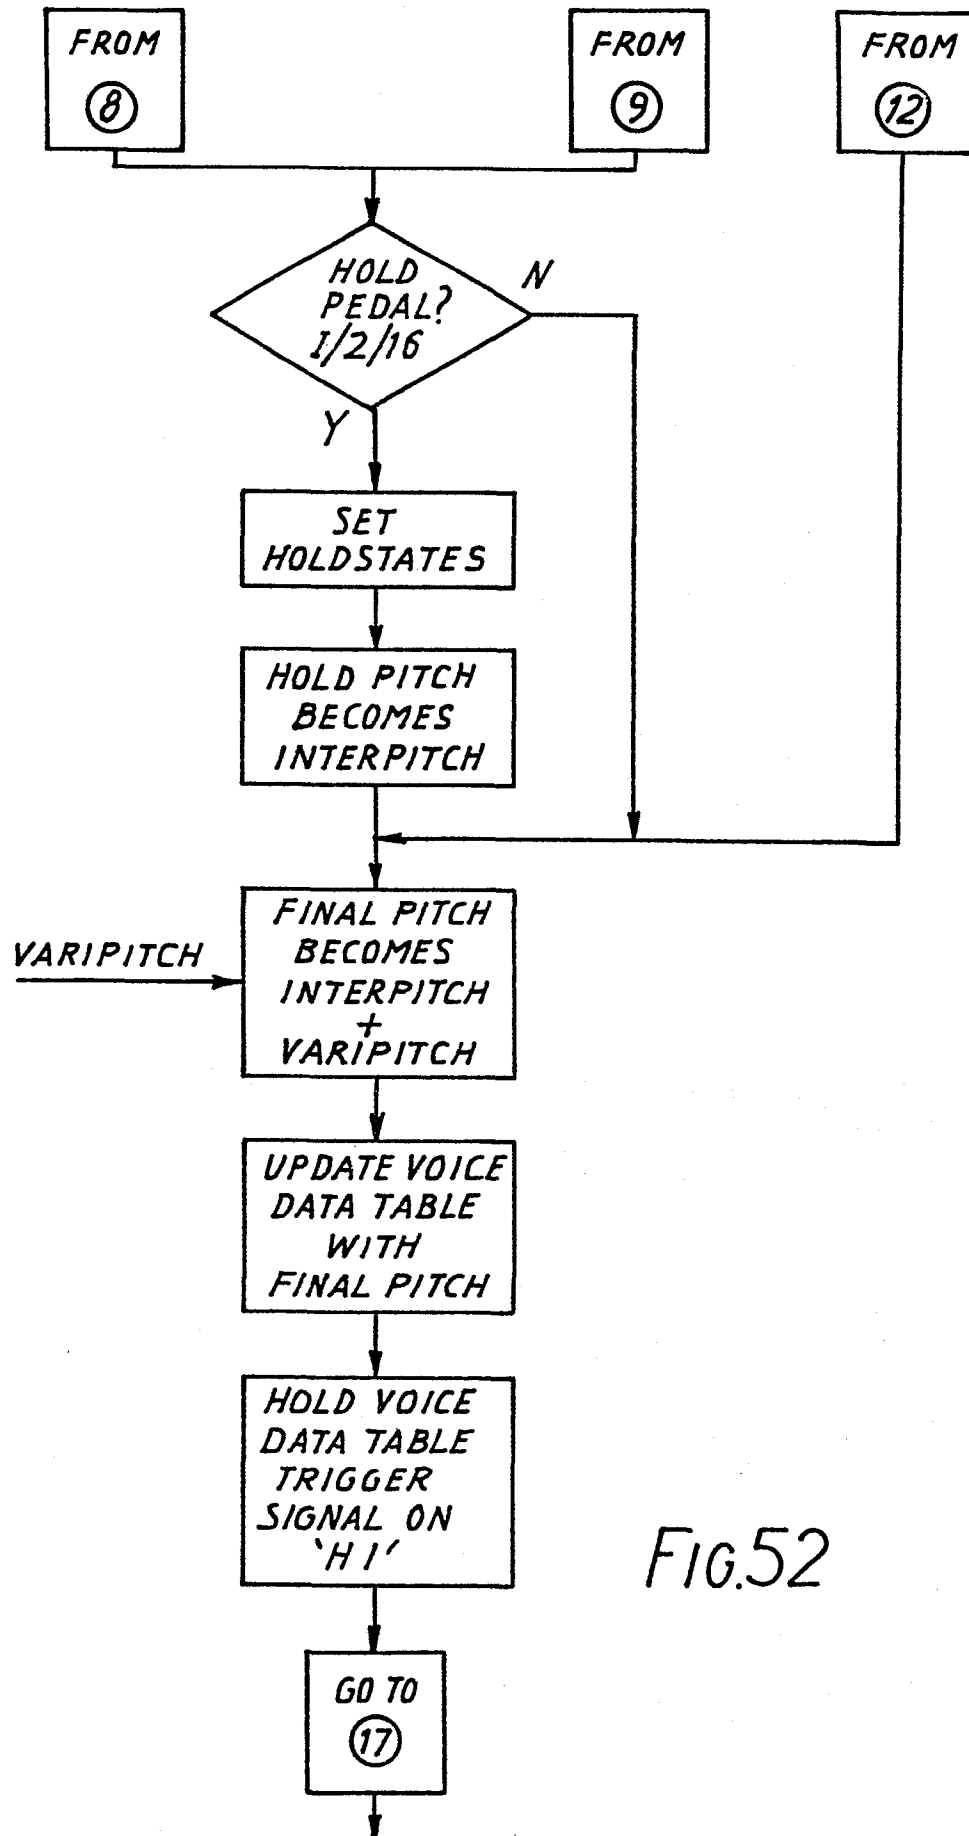 FROM
8
FROM
9
FROM
12
HOLD
PEDAL?
1/2/16
N
Y
SET
HOLDSTATES
HOLD PITCH
BECOMES
INTERPITCH
VARIPITCH
FINAL PITCH
BECOMES
INTERPITCH
+
VARIPITCH
UPDATE VOICE
DATA TABLE
WITH
FINAL PITCH
HOLD VOICE
DATA TABLE
TRIGGER
SIGNAL ON
'HI'
FIG.52
GO TO
17